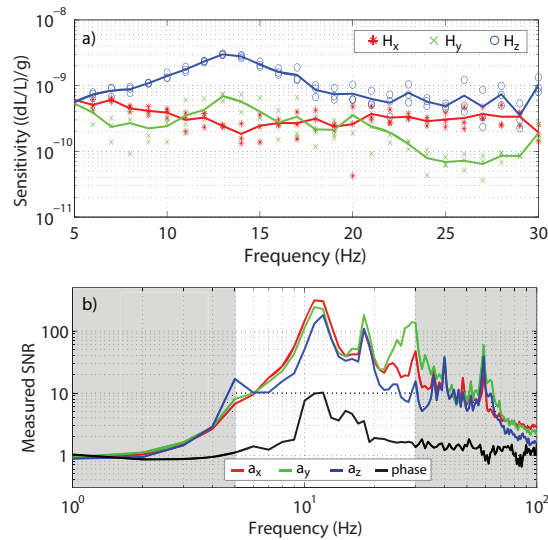 a)
H_x H_y H_z
Sensitivity ((dL/L)/g)
10^−8
10^−9
10^−10
10^−11
5 10 15 20 25 30
Frequency (Hz)
b)
Measured SNR
100
10
1
a_x a_y a_z phase
10^0 10^1 10^2
Frequency (Hz)